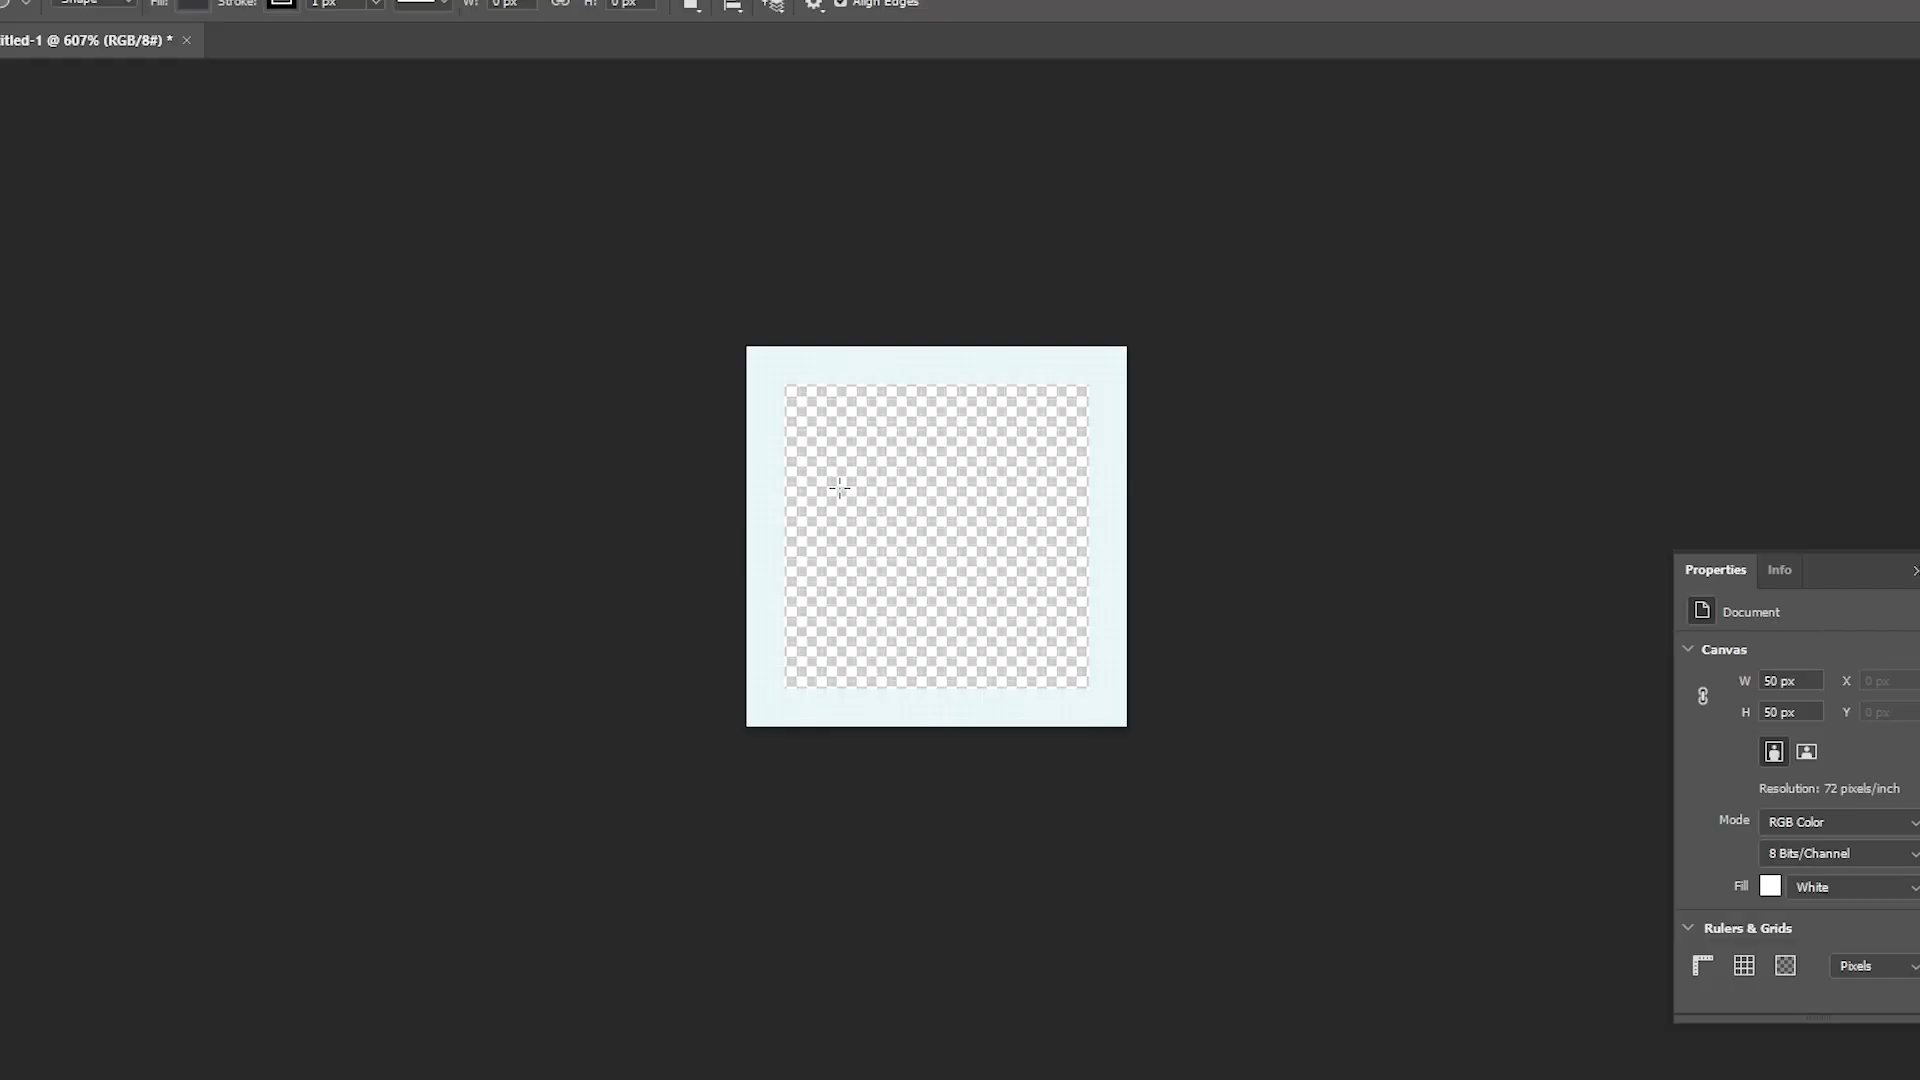 Shape Fill: Stroke: 1 px W: 0 px H: 0 px Align Edges
itled-1 @ 607% (RGB/8#) * ×
Properties Info
Document
Canvas
W 50 px X 0 px
H 50 px Y 0 px
Resolution: 72 pixels/inch
Mode RGB Color
8 Bits/Channel
Fill White
Rulers & Grids
Pixels